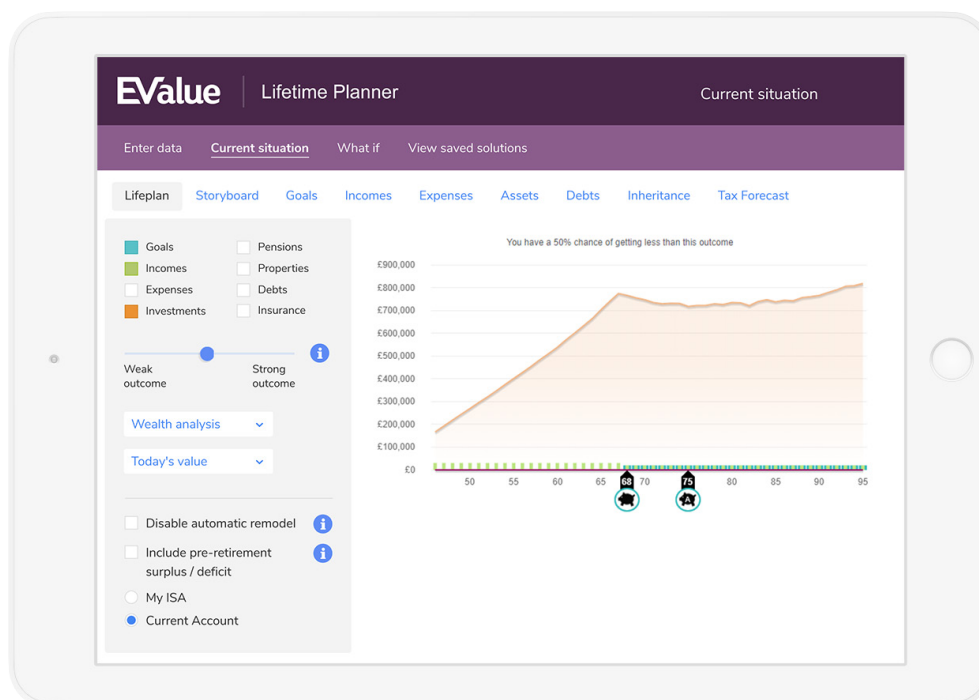 EValue
Lifetime Planner
Current situation
Enter data
Current situation
What if
View saved solutions
Lifeplan
Storyboard
Goals
Incomes
Expenses
Assets
Debts
Inheritance
Tax Forecast
Goals
Pensions
Incomes
Properties
Expenses
Debts
Investments
Insurance
Weak
outcome
Strong
outcome
i
Wealth analysis
Today's value
Disable automatic remodel
i
Include pre-retirement
surplus / deficit
i
My ISA
Current Account
You have a 50% chance of getting less than this outcome
£900,000
£800,000
£700,000
£600,000
£500,000
£400,000
£300,000
£200,000
£100,000
£0
50
55
60
65
68
70
75
80
85
90
95
A